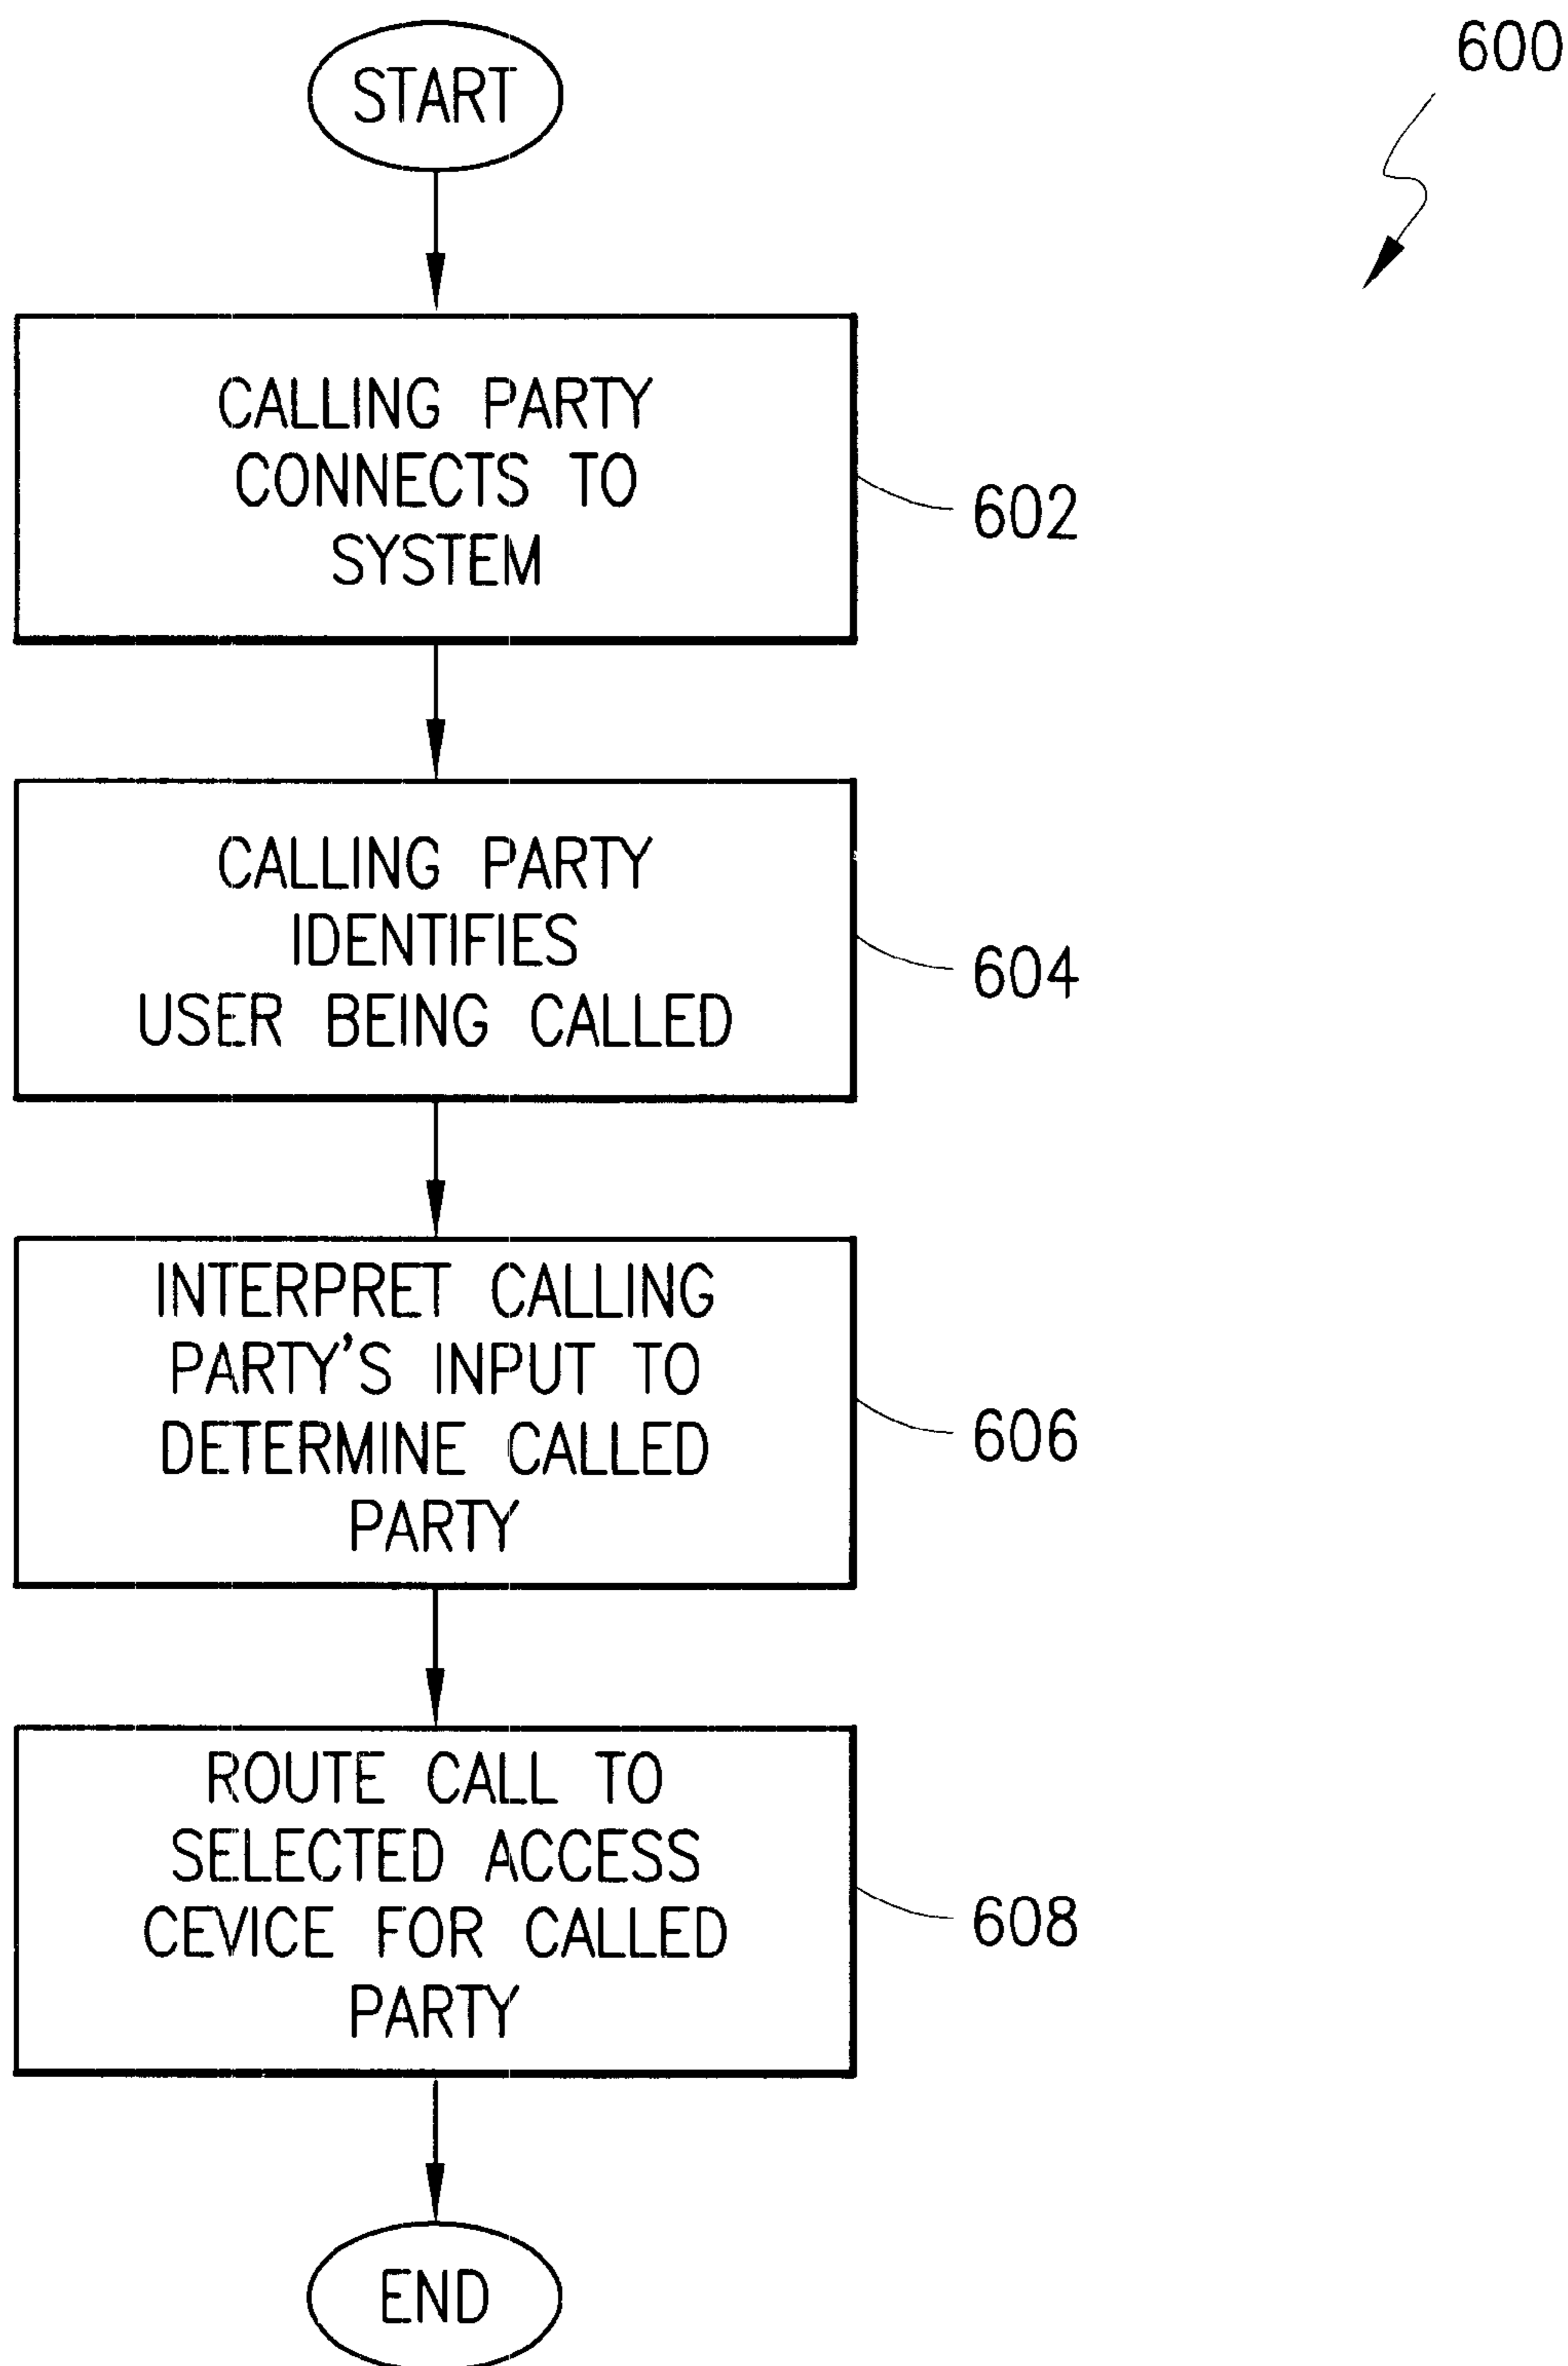 600
START
CALLING PARTY
CONNECTS TO
SYSTEM
602
CALLING PARTY
IDENTIFIES
USER BEING CALLED
604
INTERPRET CALLING
PARTY'S INPUT TO
DETERMINE CALLED
PARTY
606
ROUTE CALL TO
SELECTED ACCESS
CEVICE FOR CALLED
PARTY
608
END